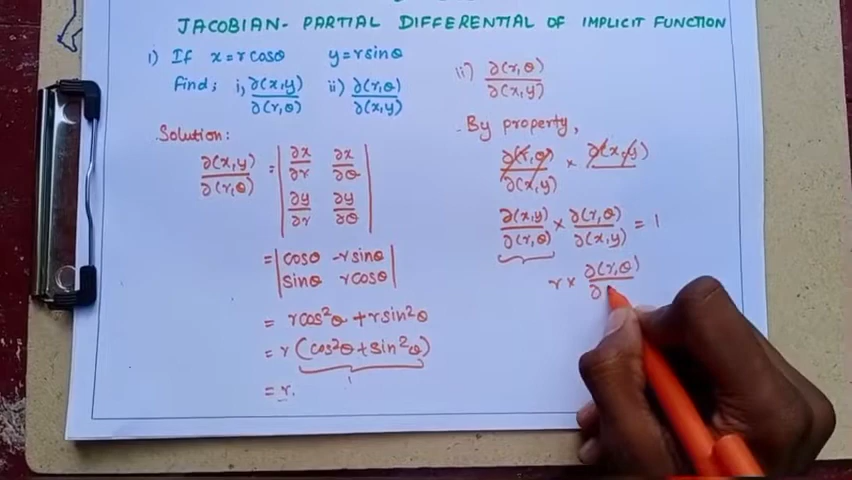 JACOBIAN - PARTIAL DIFFERENTIAL OF IMPLICIT FUNCTION
i) If x = r cosθ y = r sinθ
Find; i, ∂(x,y)/∂(r,θ) ii) ∂(r,θ)/∂(x,y)
Solution:
∂(x,y)/∂(r,θ) = | ∂x/∂r ∂x/∂θ |
| ∂y/∂r ∂y/∂θ |
= | cosθ -r sinθ |
| sinθ r cosθ |
= r cos²θ + r sin²θ
= r (cos²θ + sin²θ)
1
= r.
ii) ∂(r,θ)/∂(x,y)
By property,
∂(r,θ)/∂(x,y) × ∂(x,y)
∂(x,y)/∂(r,θ) × ∂(r,θ)/∂(x,y) = 1
r × ∂(r,θ)/∂